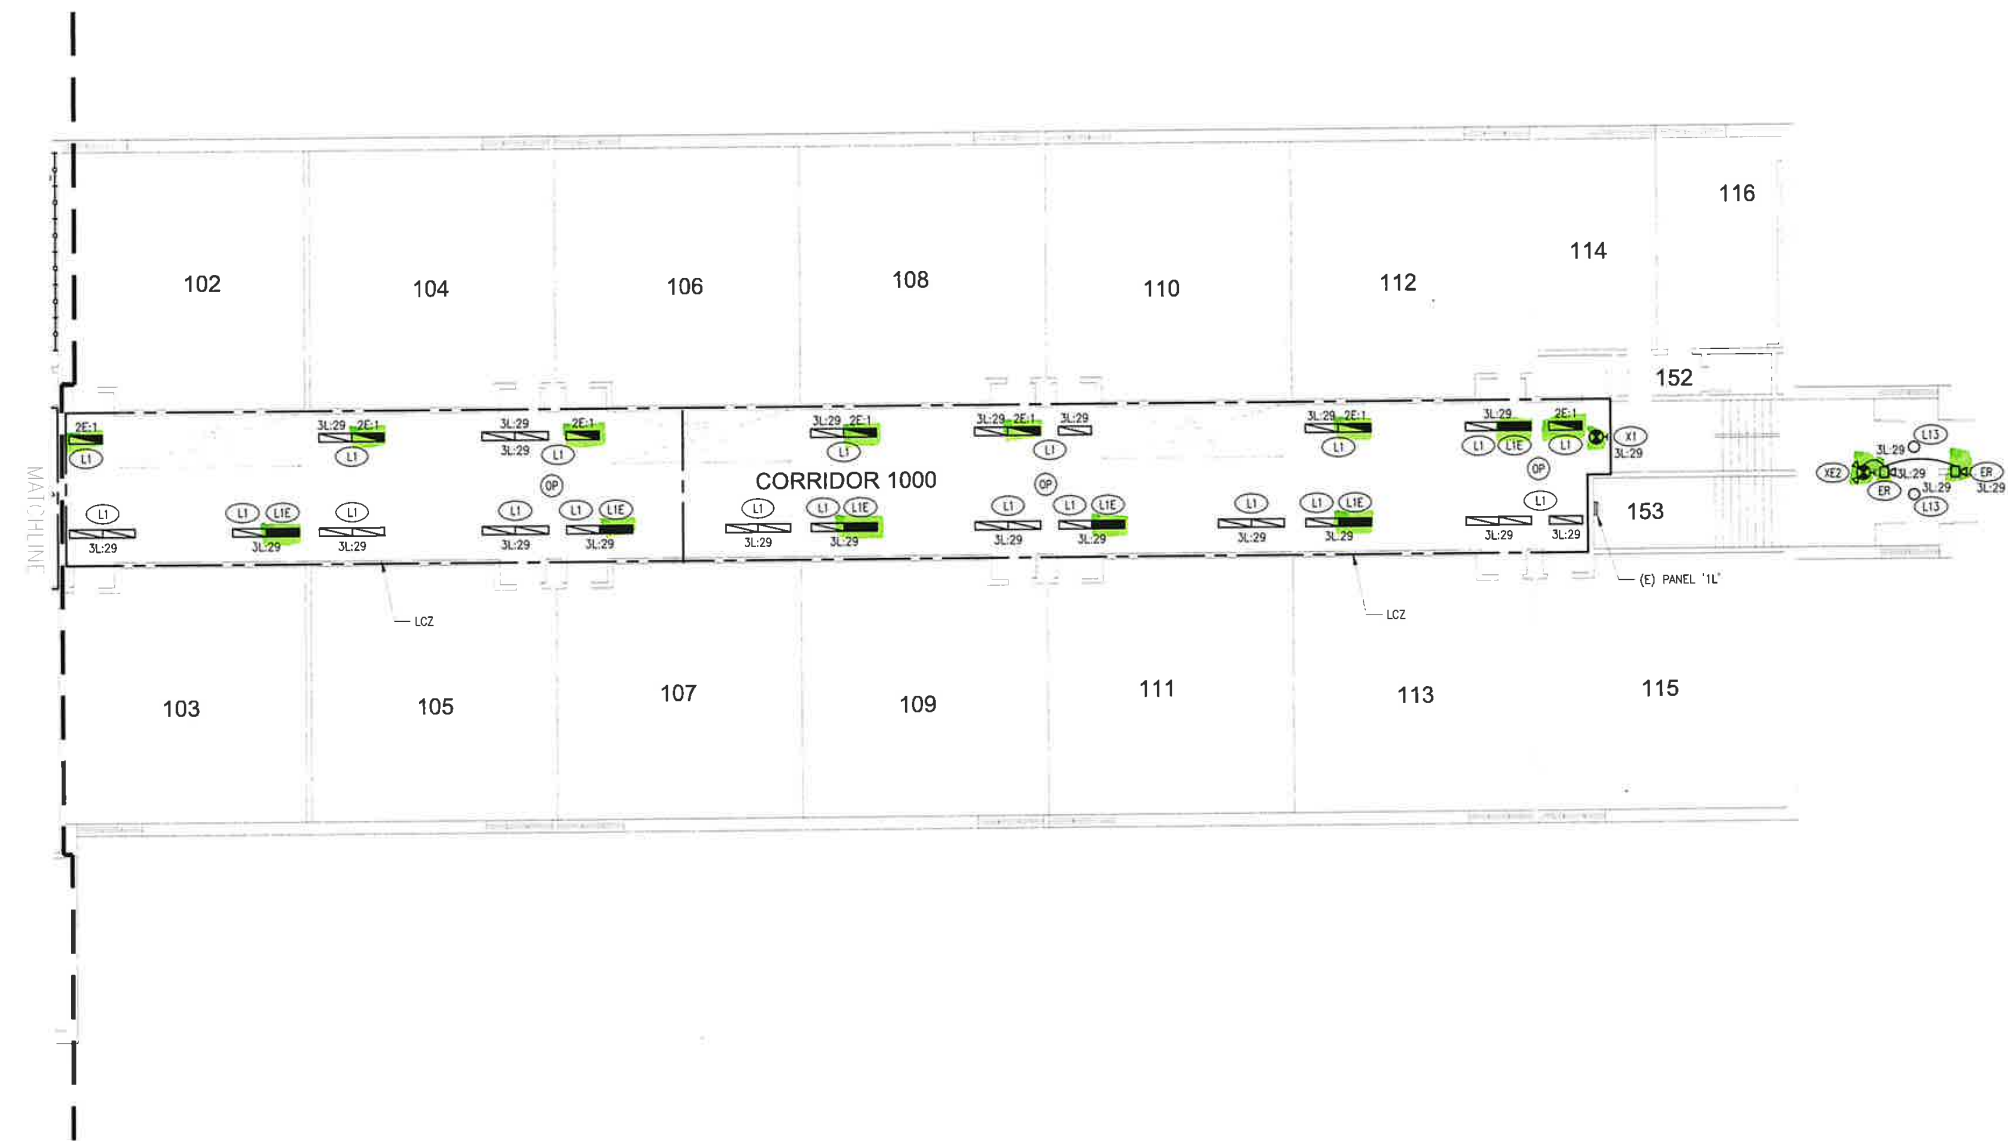 116
114
102
104
106
108
110
112
152
2E:1
3L:29 2E:1
3L:29
2E:1
3L:29 2E:1
3L:29 2E:1
3L:29
3L:29 2E:1
3L:29
2E:1
L1
L1
3L:29
L1
L1
L1
L1
L1
L1E
L1
X1
3L:29
L13
3L:29
OP
CORRIDOR 1000
OP
OP
XE2
3L:29
ER
ER
3L:29
3L:29
L13
MATCHLINE
L1
L1
L1E
L1
L1
L1
L1E
L1
L1
L1E
L1
L1
L1E
L1
L1
L1E
L1
153
3L:29
3L:29
3L:29
3L:29
3L:29
3L:29
3L:29
3L:29
3L:29
3L:29
3L:29
3L:29
3L:29
(E) PANEL '1L'
LCZ
LCZ
103
105
107
109
111
113
115